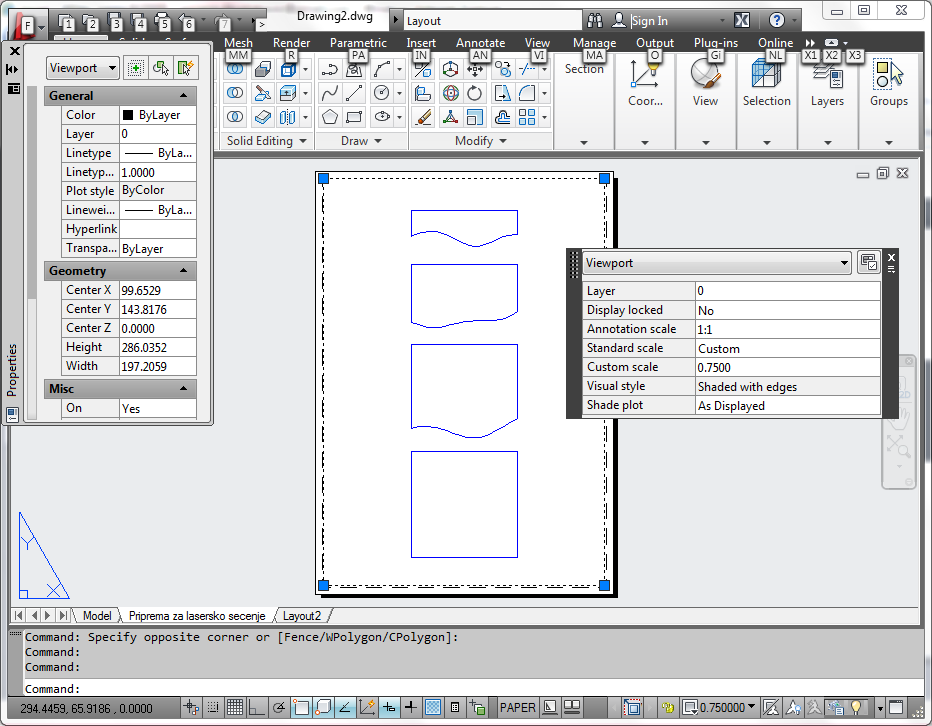 F 1 2 3 4 5 6 7 >
Drawing2.dwg
Layout
Sign In
Mesh Render Parametric Insert Annotate View Manage Output Plug-ins Online
MM R PA IN AN VI MA O GI NL X1 X2 X3
Section
Coor... View Selection Layers Groups
Solid Editing Draw Modify
Viewport
General
Color ByLayer
Layer 0
Linetype ByLa...
Linetyp... 1.0000
Plot style ByColor
Linewei... ByLa...
Hyperlink
Transpa... ByLayer
Geometry
Center X 99.6529
Center Y 143.8176
Center Z 0.0000
Height 286.0352
Width 197.2059
Misc
On Yes
Properties
Viewport
Layer 0
Display locked No
Annotation scale 1:1
Standard scale Custom
Custom scale 0.7500
Visual style Shaded with edges
Shade plot As Displayed
Y
X
Model Priprema za lasersko secenje Layout2
Command: Specify opposite corner or [Fence/WPolygon/CPolygon]:
Command:
Command:
Command:
294.4459, 65.9186 , 0.0000
PAPER
0.750000